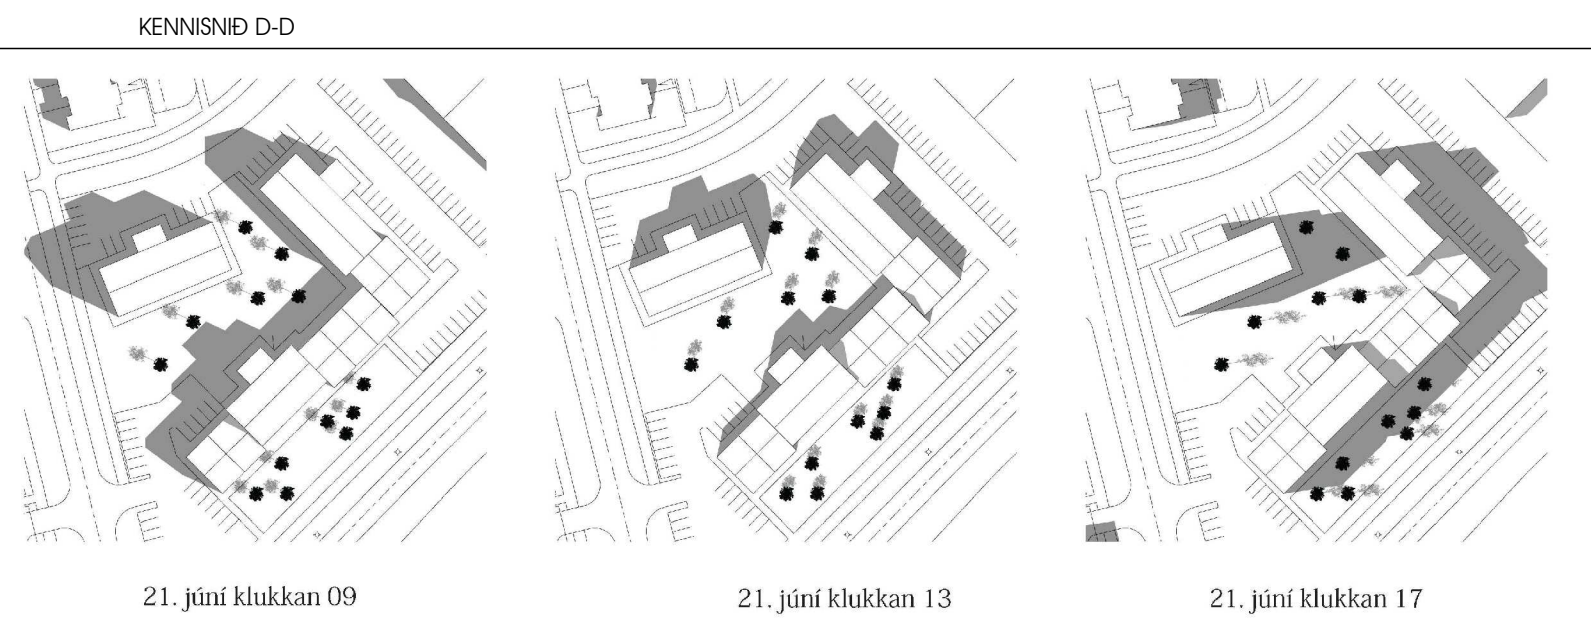 KENNISNIÐ D-D
21. júní klukkan 09
21. júní klukkan 13
21. júní klukkan 17